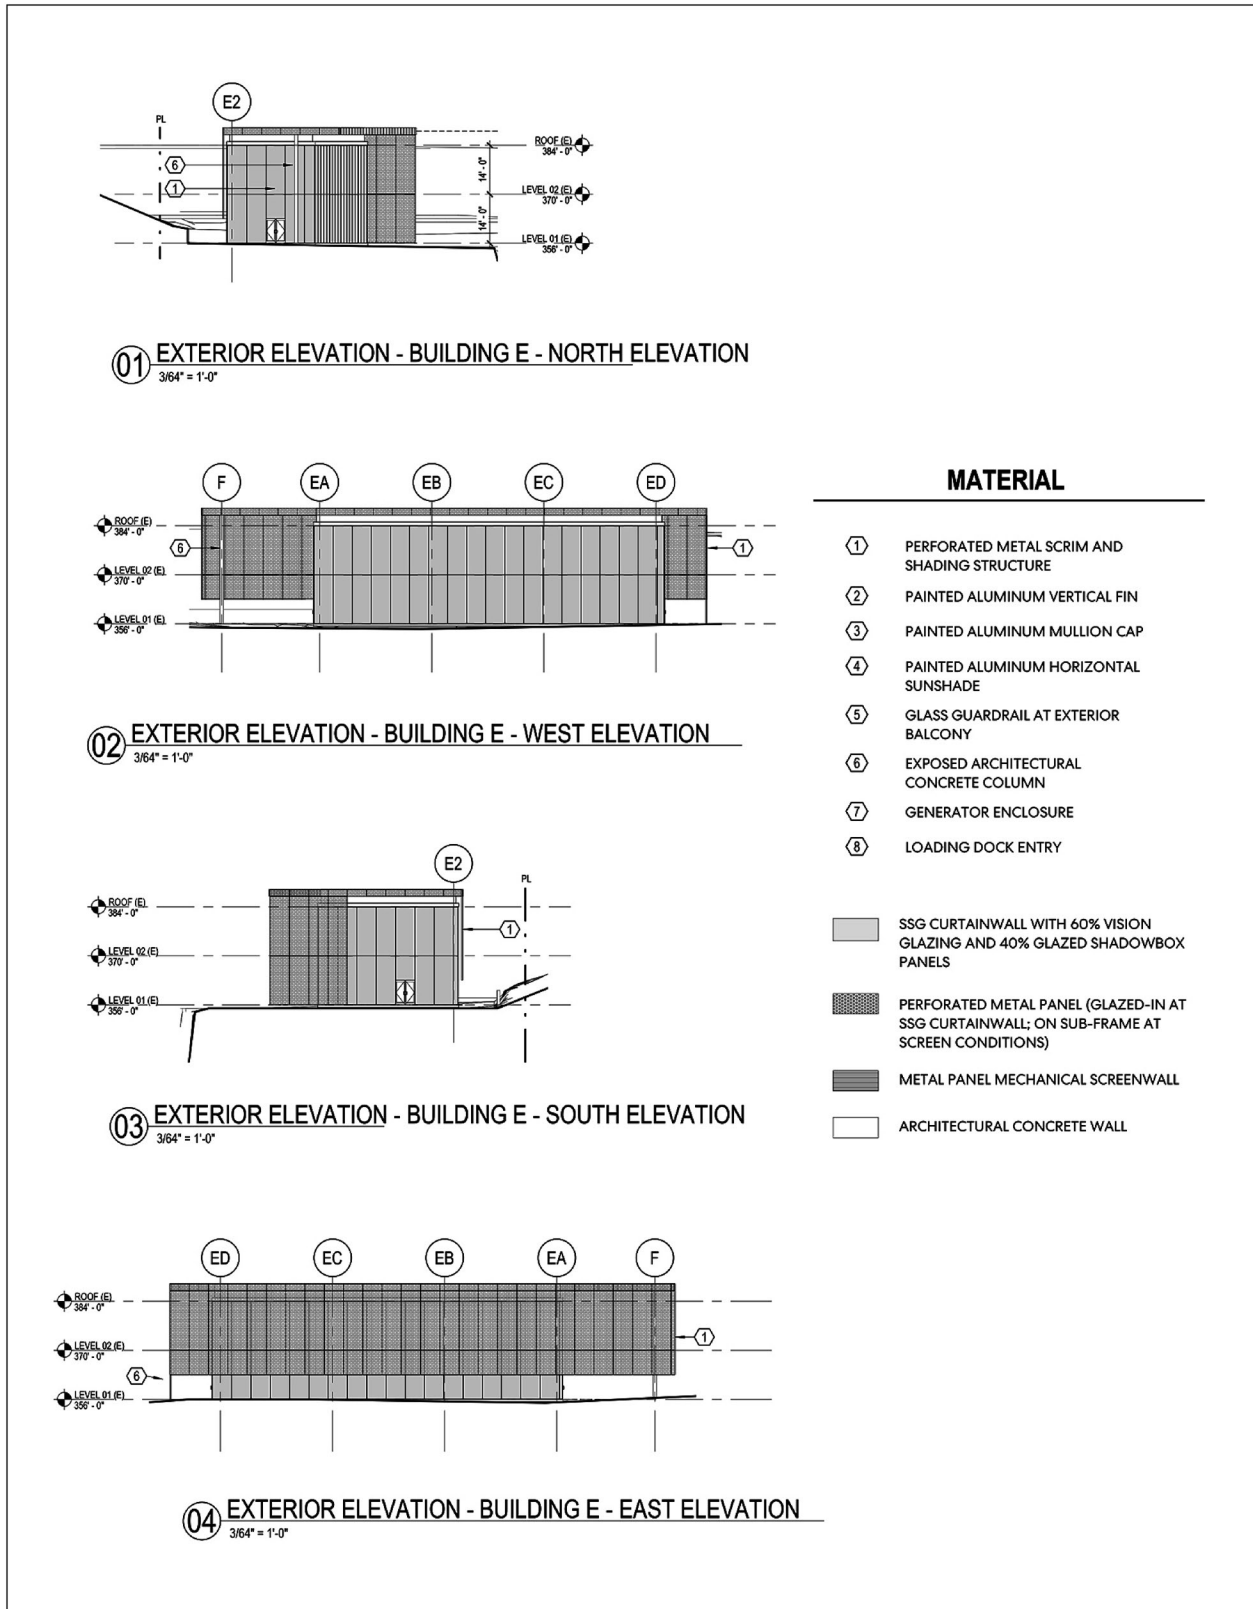 E2
PL
ROOF (E)
384' - 0"
6
14' - 0"
1
LEVEL 02 (E)
370' - 0"
14' - 0"
LEVEL 01 (E)
356' - 0"
01 EXTERIOR ELEVATION - BUILDING E - NORTH ELEVATION
3/64" = 1'-0"
F EA EB EC ED
ROOF (E)
384' - 0"
6
1
LEVEL 02 (E)
370' - 0"
LEVEL 01 (E)
356' - 0"
02 EXTERIOR ELEVATION - BUILDING E - WEST ELEVATION
3/64" = 1'-0"
E2
PL
ROOF (E)
384' - 0"
1
LEVEL 02 (E)
370' - 0"
LEVEL 01 (E)
356' - 0"
03 EXTERIOR ELEVATION - BUILDING E - SOUTH ELEVATION
3/64" = 1'-0"
ED EC EB EA F
ROOF (E)
384' - 0"
1
LEVEL 02 (E)
370' - 0"
6
LEVEL 01 (E)
356' - 0"
04 EXTERIOR ELEVATION - BUILDING E - EAST ELEVATION
3/64" = 1'-0"
MATERIAL
1 PERFORATED METAL SCRIM AND
SHADING STRUCTURE
2 PAINTED ALUMINUM VERTICAL FIN
3 PAINTED ALUMINUM MULLION CAP
4 PAINTED ALUMINUM HORIZONTAL
SUNSHADE
5 GLASS GUARDRAIL AT EXTERIOR
BALCONY
6 EXPOSED ARCHITECTURAL
CONCRETE COLUMN
7 GENERATOR ENCLOSURE
8 LOADING DOCK ENTRY
SSG CURTAINWALL WITH 60% VISION
GLAZING AND 40% GLAZED SHADOWBOX
PANELS
PERFORATED METAL PANEL (GLAZED-IN AT
SSG CURTAINWALL; ON SUB-FRAME AT
SCREEN CONDITIONS)
METAL PANEL MECHANICAL SCREENWALL
ARCHITECTURAL CONCRETE WALL